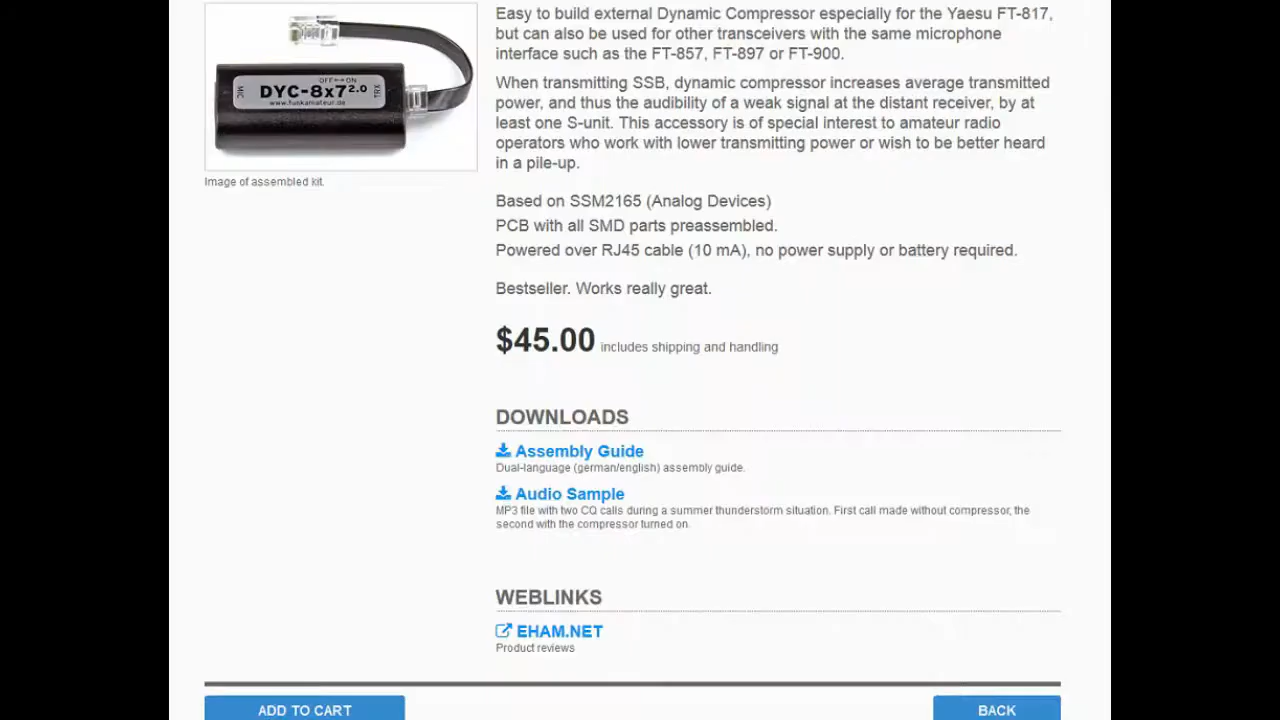 OFF↔ON
MIC
DYC-8x7 2.0
TRX
www.funkamateur.de
Image of assembled kit.
Easy to build external Dynamic Compressor especially for the Yaesu FT-817,
but can also be used for other transceivers with the same microphone
interface such as the FT-857, FT-897 or FT-900.
When transmitting SSB, dynamic compressor increases average transmitted
power, and thus the audibility of a weak signal at the distant receiver, by at
least one S-unit. This accessory is of special interest to amateur radio
operators who work with lower transmitting power or wish to be better heard
in a pile-up.
Based on SSM2165 (Analog Devices)
PCB with all SMD parts preassembled.
Powered over RJ45 cable (10 mA), no power supply or battery required.
Bestseller. Works really great.
$45.00 includes shipping and handling
DOWNLOADS
Assembly Guide
Dual-language (german/english) assembly guide.
Audio Sample
MP3 file with two CQ calls during a summer thunderstorm situation. First call made without compressor, the
second with the compressor turned on.
WEBLINKS
EHAM.NET
Product reviews
ADD TO CART
BACK